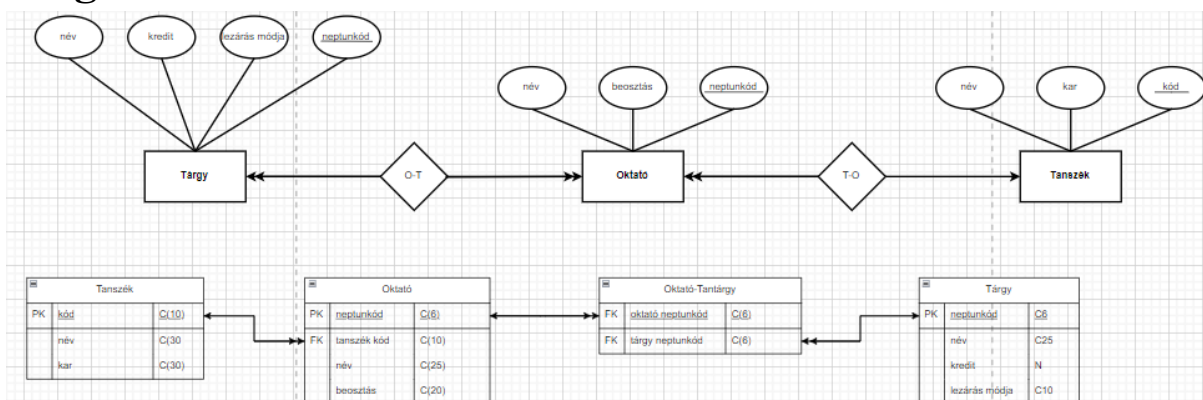 név kredit lezárás módja neptunkód
név beosztás neptunkód név kar kód
Tárgy O-T Oktató T-O Tanszék
Tanszék
PK kód C(10)
név C(30
kar C(30)
Oktató
PK neptunkód C(6)
FK tanszék kód C(10)
név C(25)
beosztás C(20)
Oktató-Tantárgy
FK oktató neptunkód C(6)
FK tárgy neptunkód C(6)
Tárgy
PK neptunkód C6
név C25
kredit N
lezárás módja C10